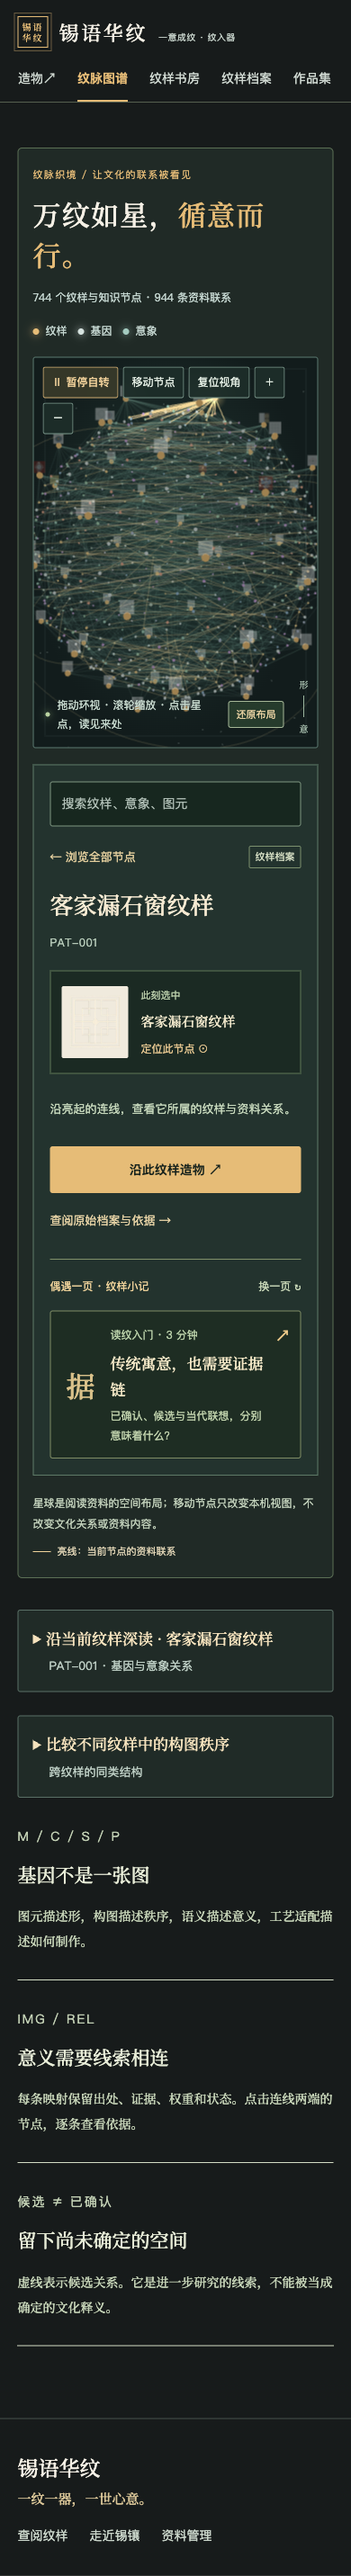 锡语
华纹
锡语华纹 一意成纹 · 纹入器
造物↗ 纹脉图谱 纹样书房 纹样档案 作品集
纹脉织境 / 让文化的联系被看见
万纹如星，循意而
行。
744 个纹样与知识节点 · 944 条资料联系
纹样 基因 意象
Ⅱ 暂停自转 移动节点 复位视角 ＋
－
形
意
拖动环视 · 滚轮缩放 · 点击星
点，读见来处
还原布局
搜索纹样、意象、图元
← 浏览全部节点 纹样档案
客家漏石窗纹样
PAT-001
此刻选中
客家漏石窗纹样
定位此节点 ⊙
沿亮起的连线，查看它所属的纹样与资料关系。
沿此纹样造物 ↗
查阅原始档案与依据 →
偶遇一页 · 纹样小记 换一页 ↻
据
读纹入门 · 3 分钟 ↗
传统寓意，也需要证据
链
已确认、候选与当代联想，分别
意味着什么？
星球是阅读资料的空间布局；移动节点只改变本机视图，不
改变文化关系或资料内容。
亮线：当前节点的资料联系
▶ 沿当前纹样深读 · 客家漏石窗纹样
PAT-001 · 基因与意象关系
▶ 比较不同纹样中的构图秩序
跨纹样的同类结构
M / C / S / P
基因不是一张图
图元描述形，构图描述秩序，语义描述意义，工艺适配描
述如何制作。
IMG / REL
意义需要线索相连
每条映射保留出处、证据、权重和状态。点击连线两端的
节点，逐条查看依据。
候选 ≠ 已确认
留下尚未确定的空间
虚线表示候选关系。它是进一步研究的线索，不能被当成
确定的文化释义。
锡语华纹
一纹一器，一世心意。
查阅纹样 走近锡镶 资料管理